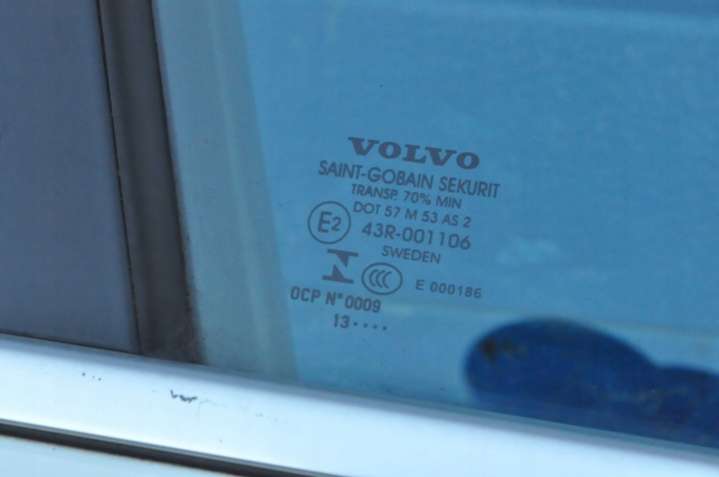 VOLVO
SAINT-GOBAIN SEKURIT
TRANSP. 70% MIN
DOT 57 M 53 AS 2
E2 43R-001106
SWEDEN
CCC E 000186
OCP N° 0009
13••••